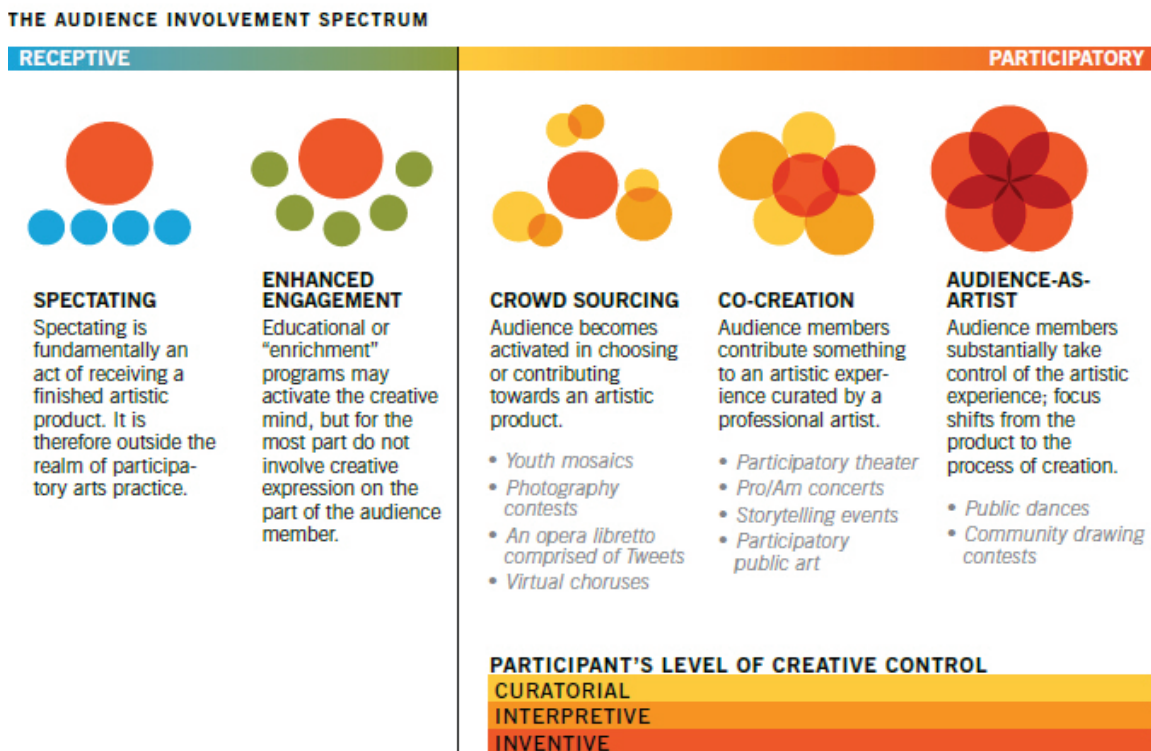 THE AUDIENCE INVOLVEMENT SPECTRUM
RECEPTIVE
PARTICIPATORY
SPECTATING
Spectating is
fundamentally an
act of receiving a
finished artistic
product. It is
therefore outside the
realm of participa-
tory arts practice.
ENHANCED
ENGAGEMENT
Educational or
“enrichment”
programs may
activate the creative
mind, but for the
most part do not
involve creative
expression on the
part of the audience
member.
CROWD SOURCING
Audience becomes
activated in choosing
or contributing
towards an artistic
product.
• Youth mosaics
• Photography
contests
• An opera libretto
comprised of Tweets
• Virtual choruses
CO-CREATION
Audience members
contribute something
to an artistic exper-
ience curated by a
professional artist.
• Participatory theater
• Pro/Am concerts
• Storytelling events
• Participatory
public art
AUDIENCE-AS-
ARTIST
Audience members
substantially take
control of the artistic
experience; focus
shifts from the
product to the
process of creation.
• Public dances
• Community drawing
contests
PARTICIPANT’S LEVEL OF CREATIVE CONTROL
CURATORIAL
INTERPRETIVE
INVENTIVE